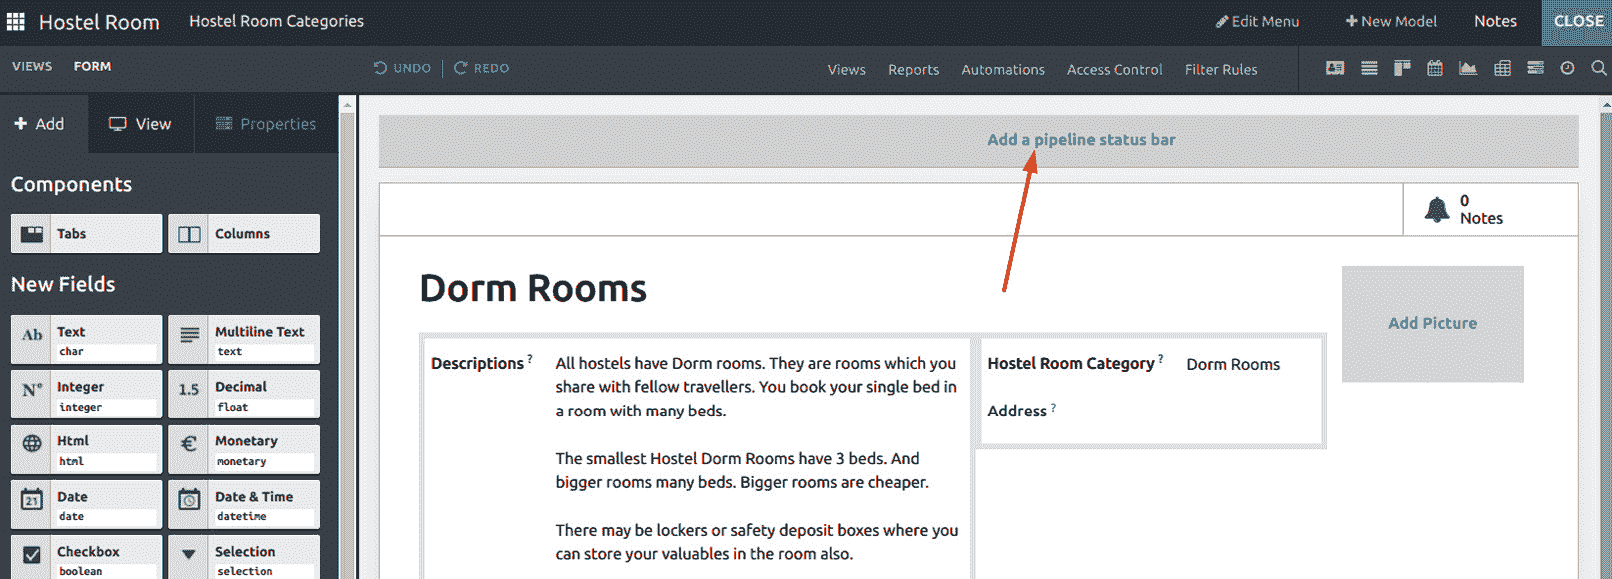 Hostel Room Hostel Room Categories Edit Menu New Model Notes CLOSE
VIEWS FORM UNDO REDO Views Reports Automations Access Control Filter Rules
Add View Properties
Add a pipeline status bar
Components
Tabs Columns
New Fields
Ab Text
char
Multiline Text
text
N° Integer
integer
1.5 Decimal
float
Html
html
€ Monetary
monetary
21 Date
date
Date & Time
datetime
Checkbox
boolean
Selection
selection
0
Notes
Dorm Rooms
Add Picture
Descriptions ? All hostels have Dorm rooms. They are rooms which you
share with fellow travellers. You book your single bed in
a room with many beds.
The smallest Hostel Dorm Rooms have 3 beds. And
bigger rooms many beds. Bigger rooms are cheaper.
There may be lockers or safety deposit boxes where you
can store your valuables in the room also.
Hostel Room Category ? Dorm Rooms
Address ?